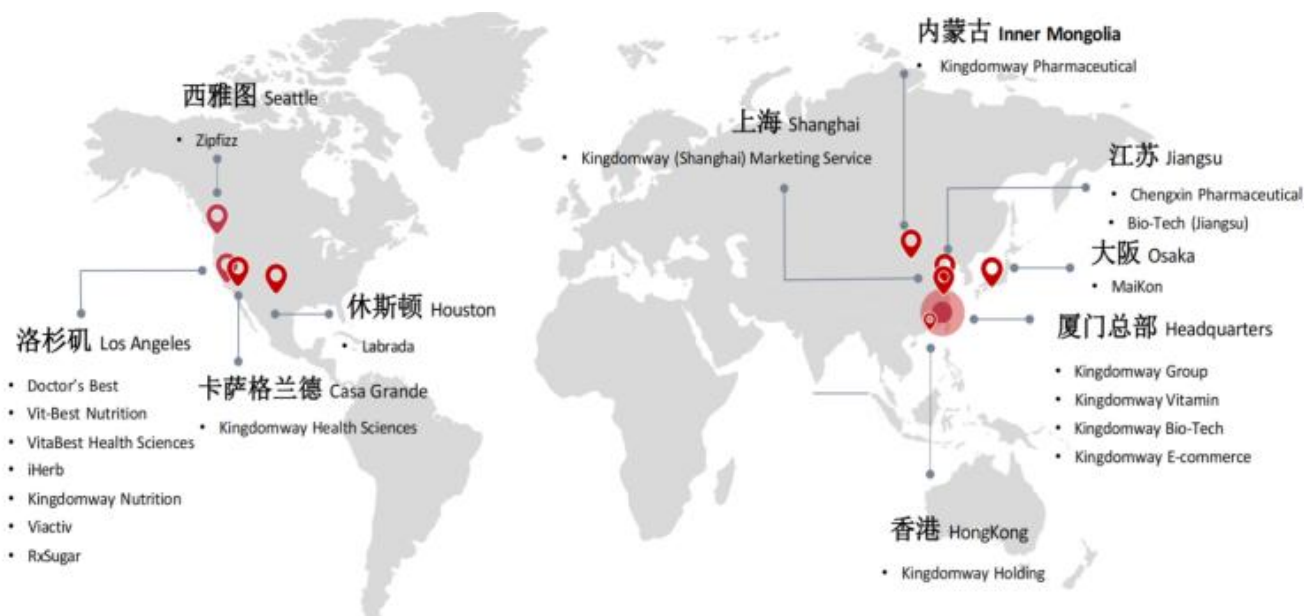 西雅图 Seattle
• Zipfizz
洛杉矶 Los Angeles
• Doctor's Best
• Vit-Best Nutrition
• VitaBest Health Sciences
• iHerb
• Kingdomway Nutrition
• Viactiv
• RxSugar
卡萨格兰德 Casa Grande
• Kingdomway Health Sciences
休斯顿 Houston
• Labrada
内蒙古 Inner Mongolia
• Kingdomway Pharmaceutical
上海 Shanghai
• Kingdomway (Shanghai) Marketing Service
江苏 Jiangsu
• Chengxin Pharmaceutical
• Bio-Tech (Jiangsu)
大阪 Osaka
• MaiKon
厦门总部 Headquarters
• Kingdomway Group
• Kingdomway Vitamin
• Kingdomway Bio-Tech
• Kingdomway E-commerce
香港 HongKong
• Kingdomway Holding